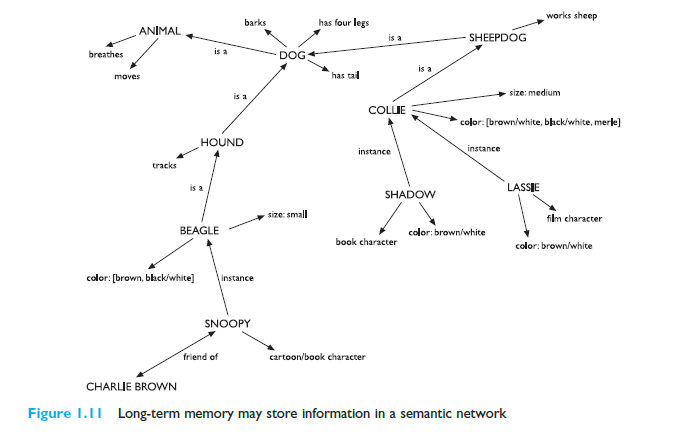 works sheep
barks
has four legs
ANIMAL
is a
SHEEPDOG
breathes
is a
DOG
moves
has tail
is a
is a
size: medium
COLLIE
color: [brown/white, black/white, merle]
HOUND
instance
instance
tracks
is a
SHADOW
LASSIE
size: small
film character
BEAGLE
book character
color: brown/white
color: brown/white
color: [brown, black/white]
instance
SNOOPY
friend of
cartoon/book character
CHARLIE BROWN
Figure 1.11 Long-term memory may store information in a semantic network